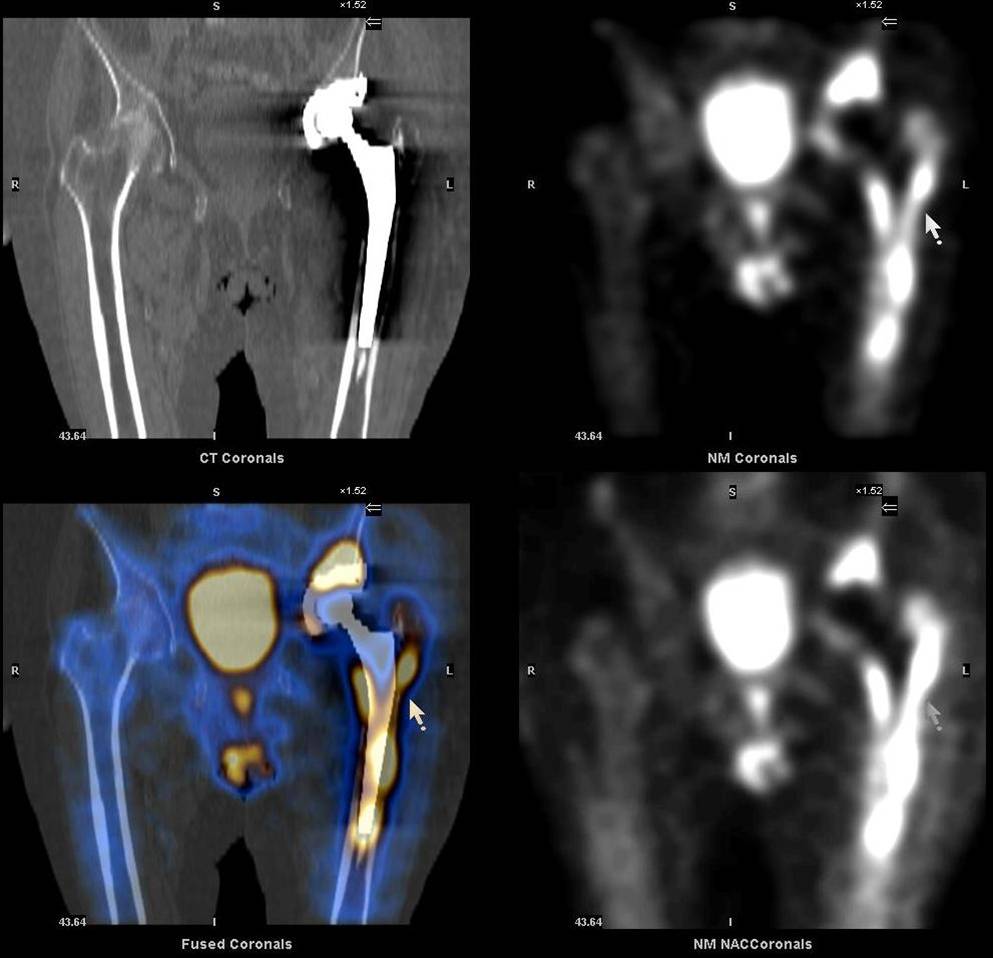 S ×1.52
⇐
R L
43.64 I
CT Coronals
S ×1.52
⇐
R L
43.64 I
NM Coronals
S ×1.52
⇐
R L
43.64 I
Fused Coronals
S ×1.52
⇐
R L
43.64 I
NM NACCoronals